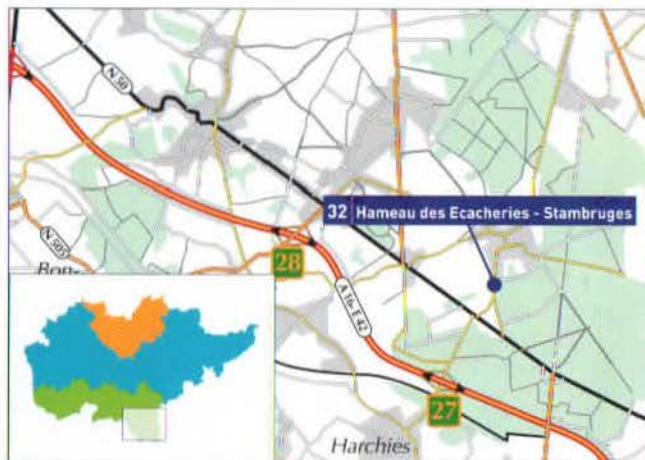 N 50
32 Hameau des Ecacheries - Stambruges
N 505
28
A 16 - E 42
27
Harchies